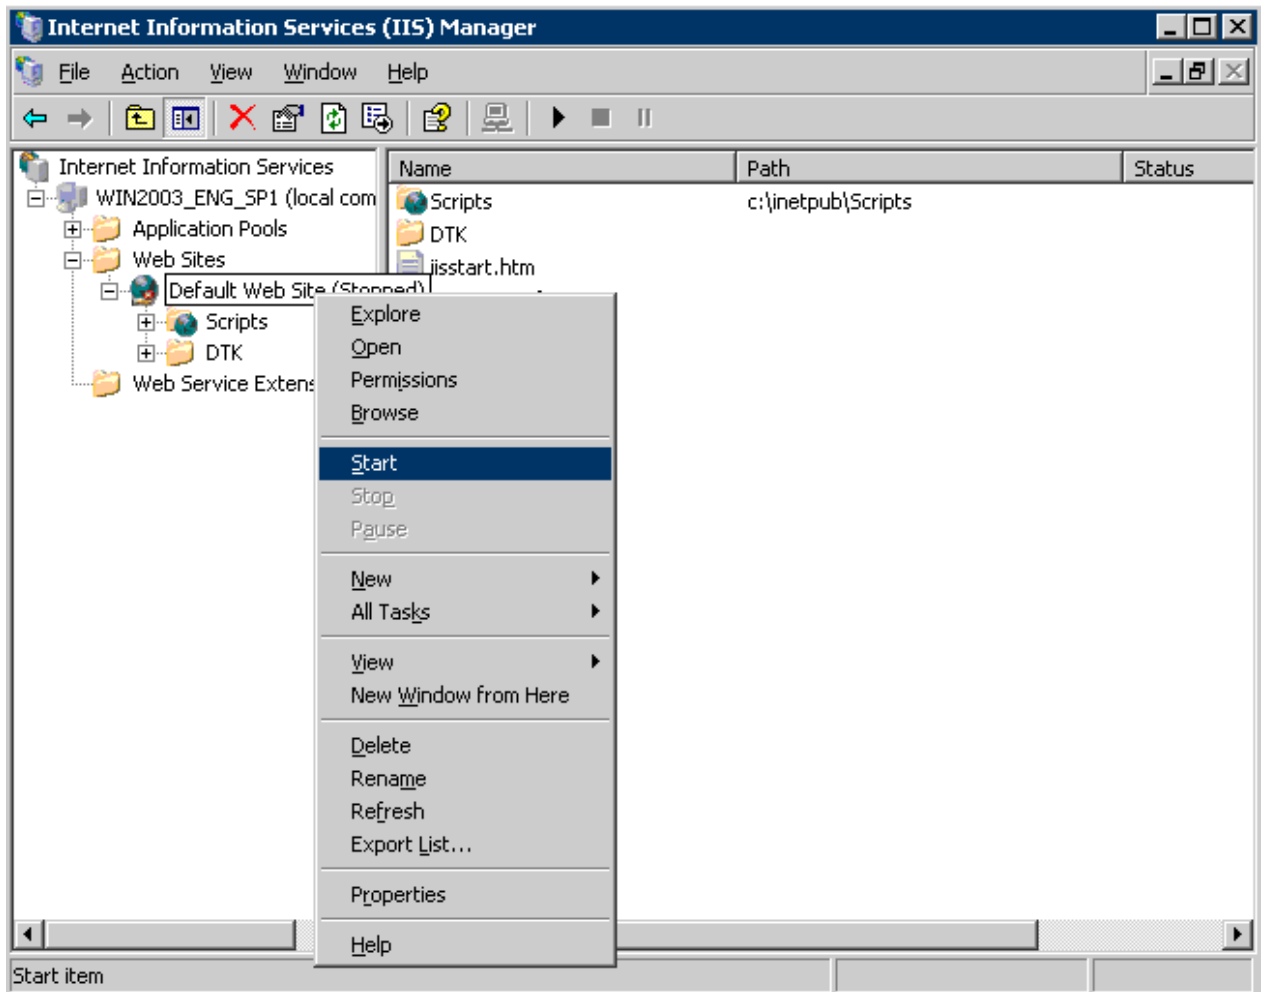 Internet Information Services (IIS) Manager
File Action View Window Help
Internet Information Services
WIN2003_ENG_SP1 (local com
Application Pools
Web Sites
Default Web Site (Stopped)
Scripts
DTK
Web Service Extens
Name Path Status
Scripts c:\inetpub\Scripts
DTK
iisstart.htm
Explore
Open
Permissions
Browse
Start
Stop
Pause
New
All Tasks
View
New Window from Here
Delete
Rename
Refresh
Export List...
Properties
Help
Start item